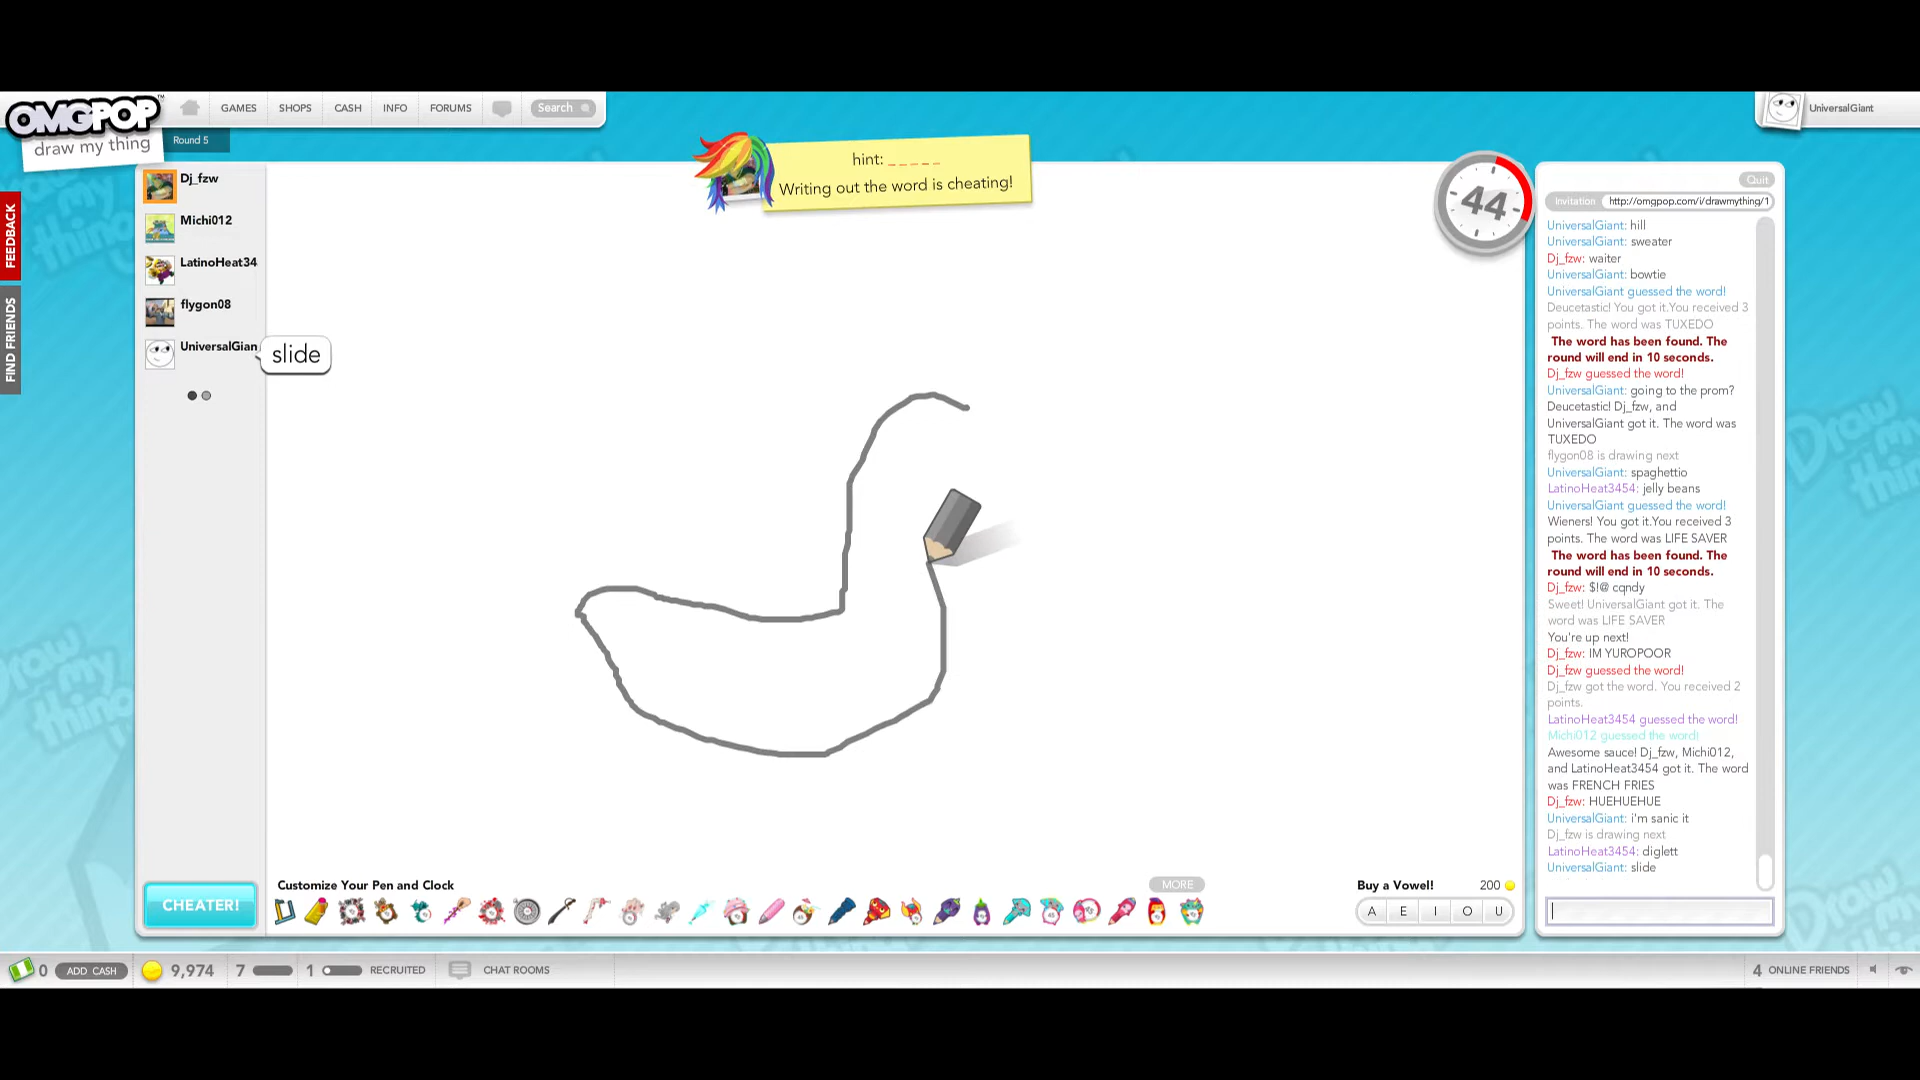 OMGPOP™
draw my thing
GAMES
SHOPS
CASH
INFO
FORUMS
Search
UniversalGiant
Round 5
FEEDBACK
FIND FRIENDS
Dj_fzw
Michi012
LatinoHeat34
flygon08
UniversalGian
slide
hint: _ _ _ _ _
Writing out the word is cheating!
44
Quit
Invitation http://omgpop.com/i/drawmything/1
UniversalGiant: hill
UniversalGiant: sweater
Dj_fzw: waiter
UniversalGiant: bowtie
UniversalGiant guessed the word!
Deucetastic! You got it.You received 3
points. The word was TUXEDO
The word has been found. The
round will end in 10 seconds.
Dj_fzw guessed the word!
UniversalGiant: going to the prom?
Deucetastic! Dj_fzw, and
UniversalGiant got it. The word was
TUXEDO
flygon08 is drawing next
UniversalGiant: spaghettio
LatinoHeat3454: jelly beans
UniversalGiant guessed the word!
Wieners! You got it.You received 3
points. The word was LIFE SAVER
The word has been found. The
round will end in 10 seconds.
Dj_fzw: $!@ cqndy
Sweet! UniversalGiant got it. The
word was LIFE SAVER
You're up next!
Dj_fzw: IM YUROPOOR
Dj_fzw guessed the word!
Dj_fzw got the word. You received 2
points.
LatinoHeat3454 guessed the word!
Michi012 guessed the word!
Awesome sauce! Dj_fzw, Michi012,
and LatinoHeat3454 got it. The word
was FRENCH FRIES
Dj_fzw: HUEHUEHUE
UniversalGiant: i'm sanic it
Dj_fzw is drawing next
LatinoHeat3454: diglett
UniversalGiant: slide
CHEATER!
Customize Your Pen and Clock
MORE
Buy a Vowel!
200
A E I O U
0
ADD CASH
9,974
7
1
RECRUITED
CHAT ROOMS
4 ONLINE FRIENDS